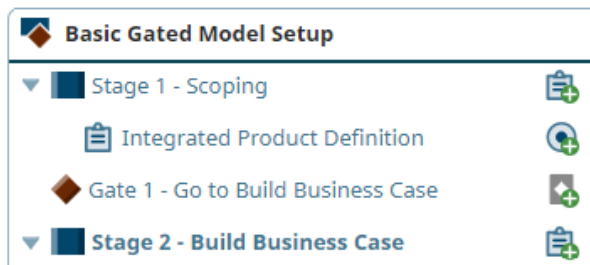 Basic Gated Model Setup
Stage 1 - Scoping
Integrated Product Definition
Gate 1 - Go to Build Business Case
Stage 2 - Build Business Case